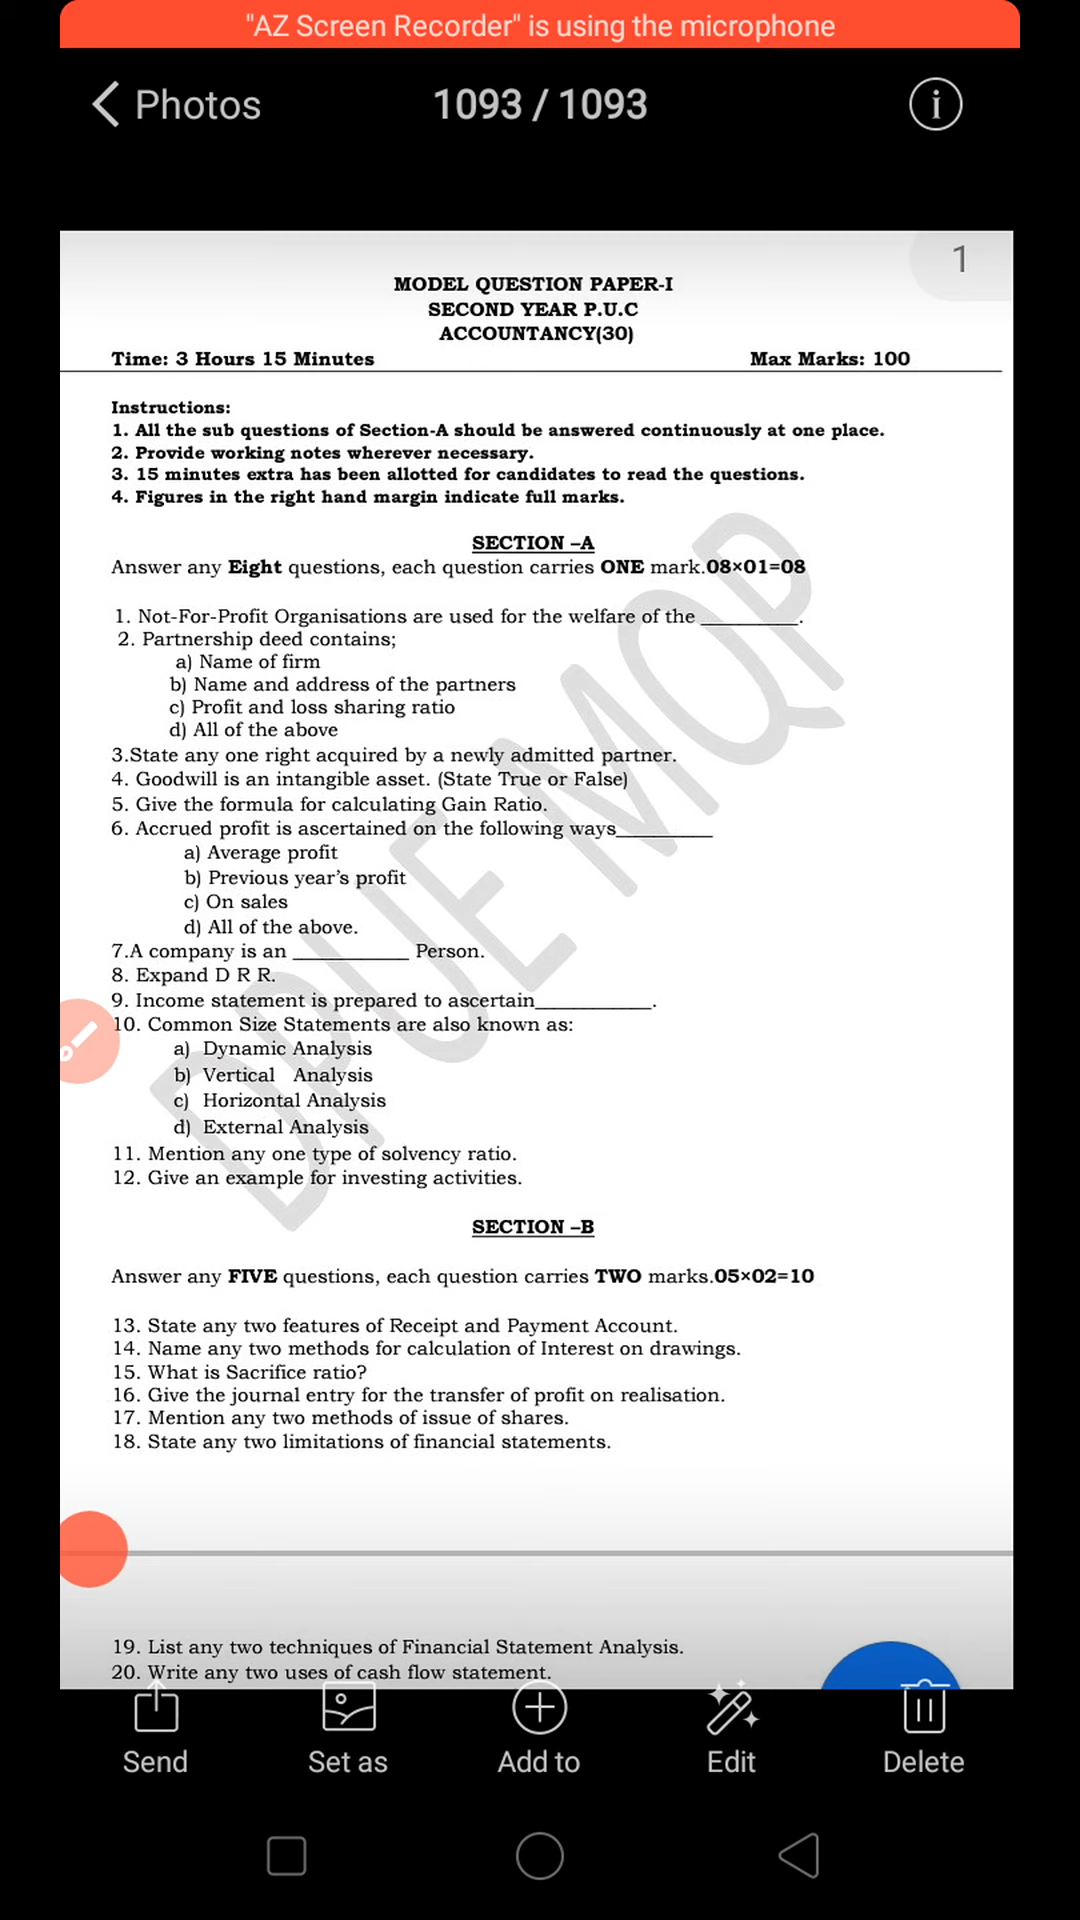 "AZ Screen Recorder" is using the microphone
Photos
1093 / 1093
1
MODEL QUESTION PAPER-I
SECOND YEAR P.U.C
ACCOUNTANCY(30)
Time: 3 Hours 15 Minutes Max Marks: 100
Instructions:
1. All the sub questions of Section-A should be answered continuously at one place.
2. Provide working notes wherever necessary.
3. 15 minutes extra has been allotted for candidates to read the questions.
4. Figures in the right hand margin indicate full marks.
SECTION –A
Answer any Eight questions, each question carries ONE mark.08×01=08
1. Not-For-Profit Organisations are used for the welfare of the __________.
2. Partnership deed contains;
a) Name of firm
b) Name and address of the partners
c) Profit and loss sharing ratio
d) All of the above
3.State any one right acquired by a newly admitted partner.
4. Goodwill is an intangible asset. (State True or False)
5. Give the formula for calculating Gain Ratio.
6. Accrued profit is ascertained on the following ways__________
a) Average profit
b) Previous year’s profit
c) On sales
d) All of the above.
7.A company is an ____________ Person.
8. Expand D R R.
9. Income statement is prepared to ascertain____________.
10. Common Size Statements are also known as:
a) Dynamic Analysis
b) Vertical Analysis
c) Horizontal Analysis
d) External Analysis
11. Mention any one type of solvency ratio.
12. Give an example for investing activities.
DPUE MQP
SECTION –B
Answer any FIVE questions, each question carries TWO marks.05×02=10
13. State any two features of Receipt and Payment Account.
14. Name any two methods for calculation of Interest on drawings.
15. What is Sacrifice ratio?
16. Give the journal entry for the transfer of profit on realisation.
17. Mention any two methods of issue of shares.
18. State any two limitations of financial statements.
19. List any two techniques of Financial Statement Analysis.
20. Write any two uses of cash flow statement.
Send
Set as
Add to
Edit
Delete